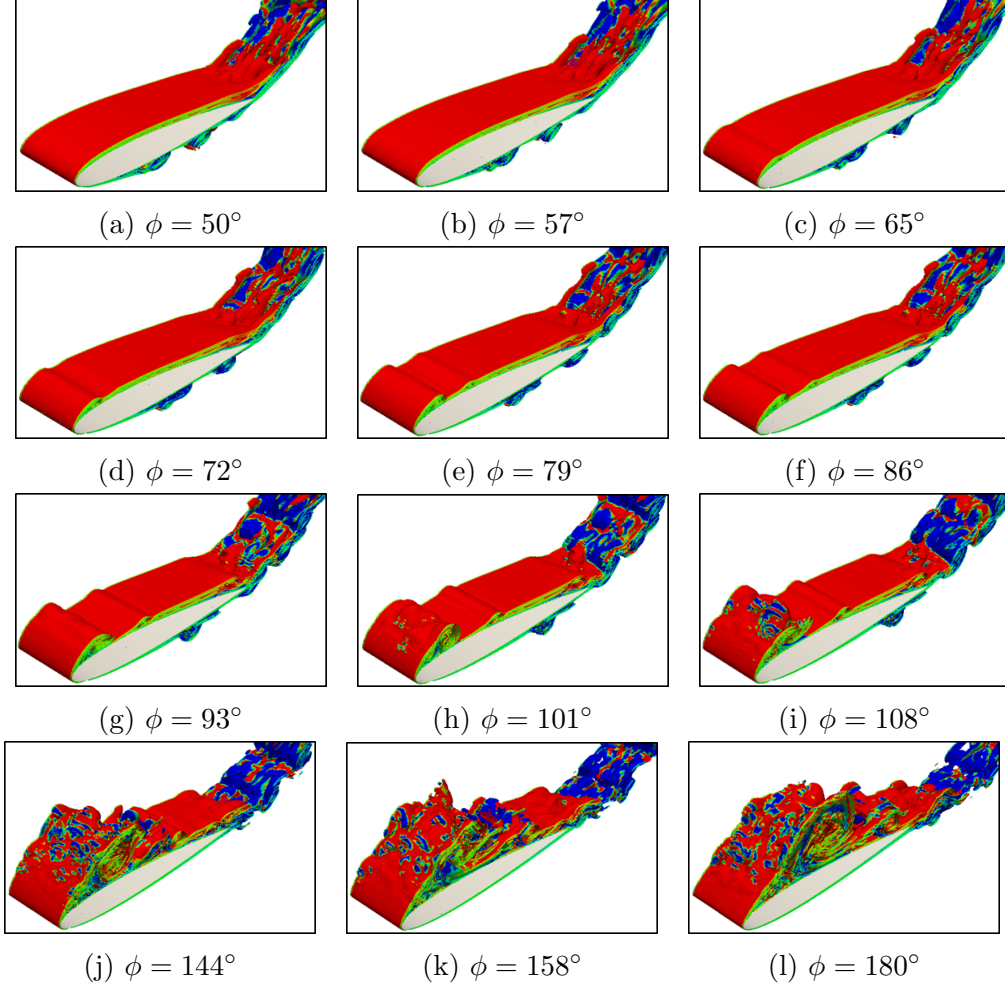 (a) ϕ = 50° (b) ϕ = 57° (c) ϕ = 65°
(d) ϕ = 72° (e) ϕ = 79° (f) ϕ = 86°
(g) ϕ = 93° (h) ϕ = 101° (i) ϕ = 108°
(j) ϕ = 144° (k) ϕ = 158° (l) ϕ = 180°